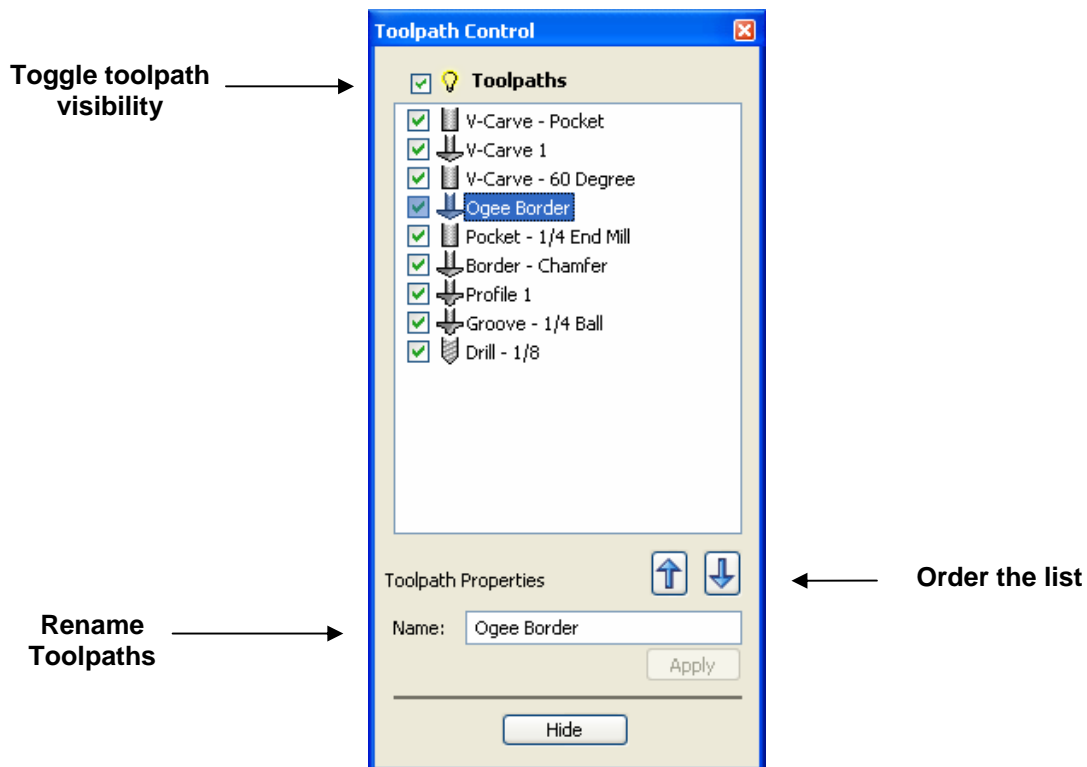 Toolpath Control
Toggle toolpath
visibility
Toolpaths
V-Carve - Pocket
V-Carve 1
V-Carve - 60 Degree
Ogee Border
Pocket - 1/4 End Mill
Border - Chamfer
Profile 1
Groove - 1/4 Ball
Drill - 1/8
Toolpath Properties
Order the list
Rename
Toolpaths
Name: Ogee Border
Apply
Hide